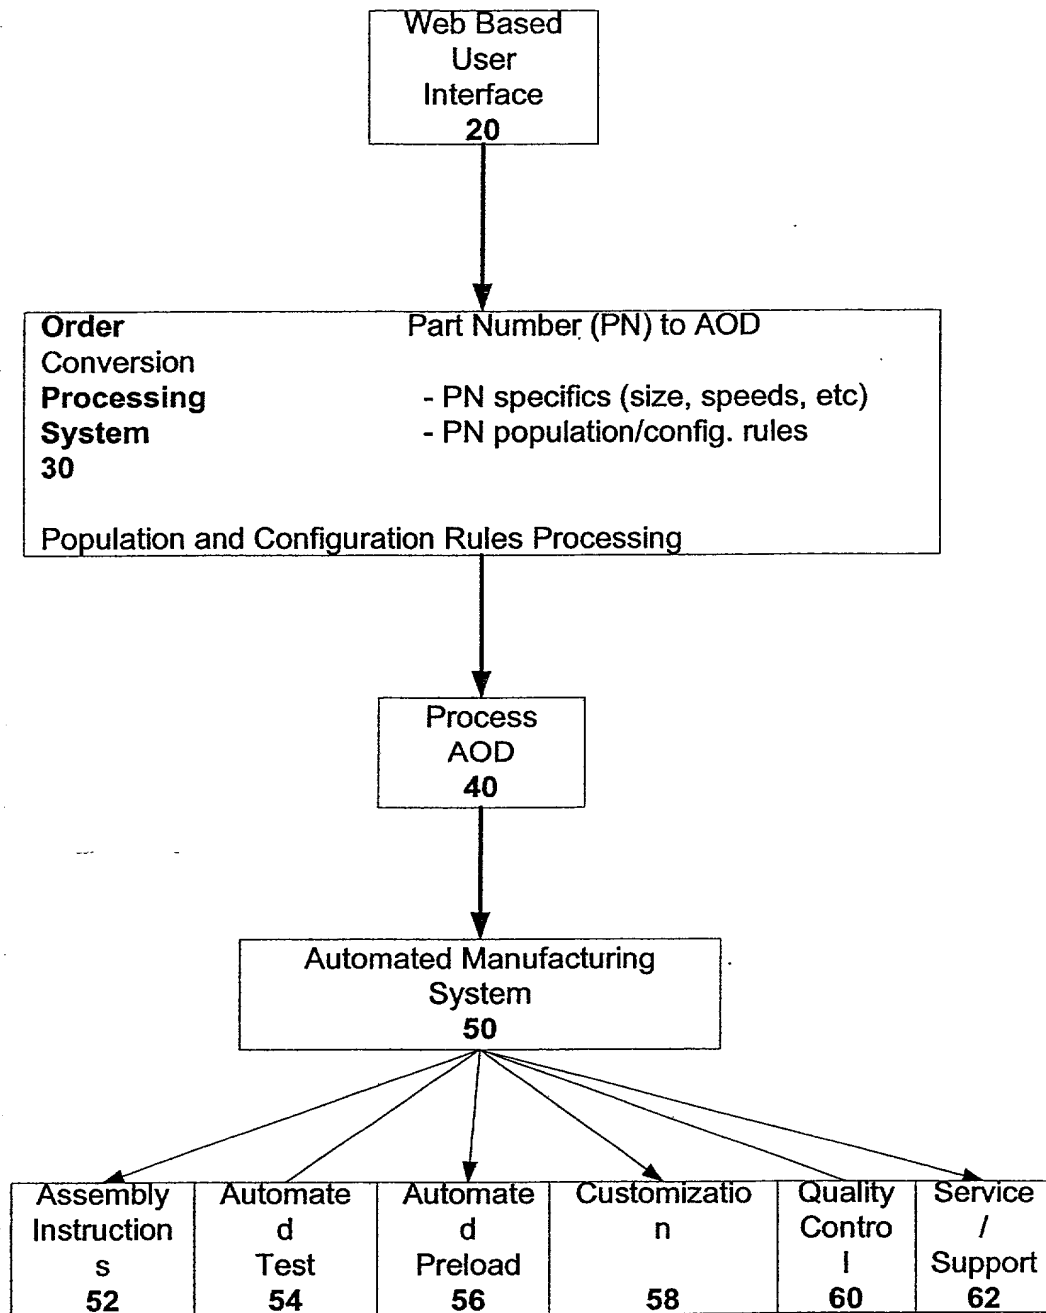 Web Based
User
Interface
20
Order Part Number (PN) to AOD
Conversion
Processing - PN specifics (size, speeds, etc)
System - PN population/config. rules
30
Population and Configuration Rules Processing
Process
AOD
40
Automated Manufacturing
System
50
Assembly
Instruction
s
52
Automate
d
Test
54
Automate
d
Preload
56
Customizatio
n
58
Quality
Contro
l
60
Service
/
Support
62